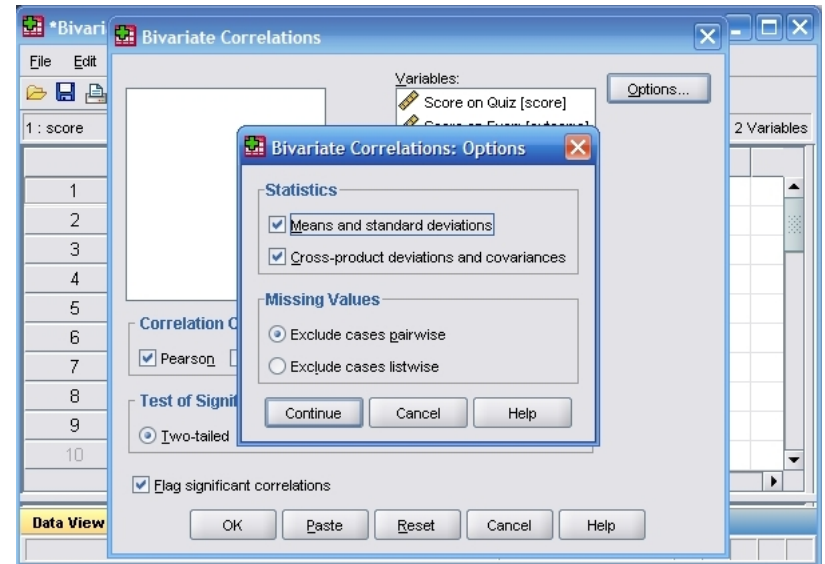 *Bivari
Bivariate Correlations
File Edit
Variables:
Score on Quiz [score]
Options...
1 : score
2 Variables
Bivariate Correlations: Options
Statistics
Means and standard deviations
Cross-product deviations and covariances
Missing Values
Exclude cases pairwise
Exclude cases listwise
Continue Cancel Help
Correlation C
Pearson
Test of Signif
Two-tailed
Flag significant correlations
OK Paste Reset Cancel Help
1
2
3
4
5
6
7
8
9
10
Data View